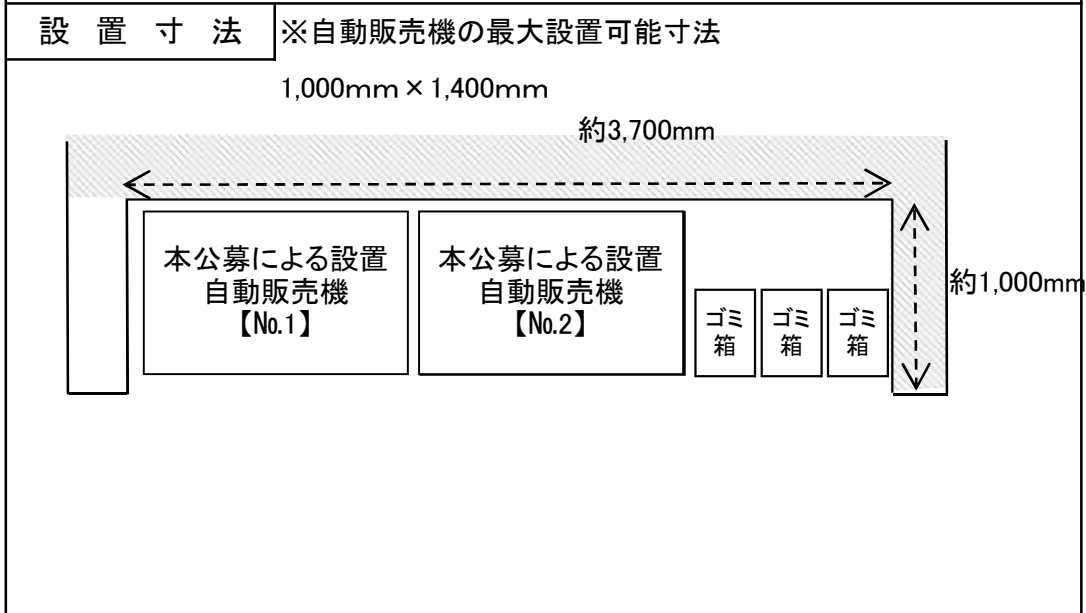 設 置 寸 法
※自動販売機の最大設置可能寸法
1,000mm×1,400mm
約3,700mm
本公募による設置
自動販売機
【No.1】
本公募による設置
自動販売機
【No.2】
ゴミ
箱
ゴミ
箱
ゴミ
箱
約1,000mm